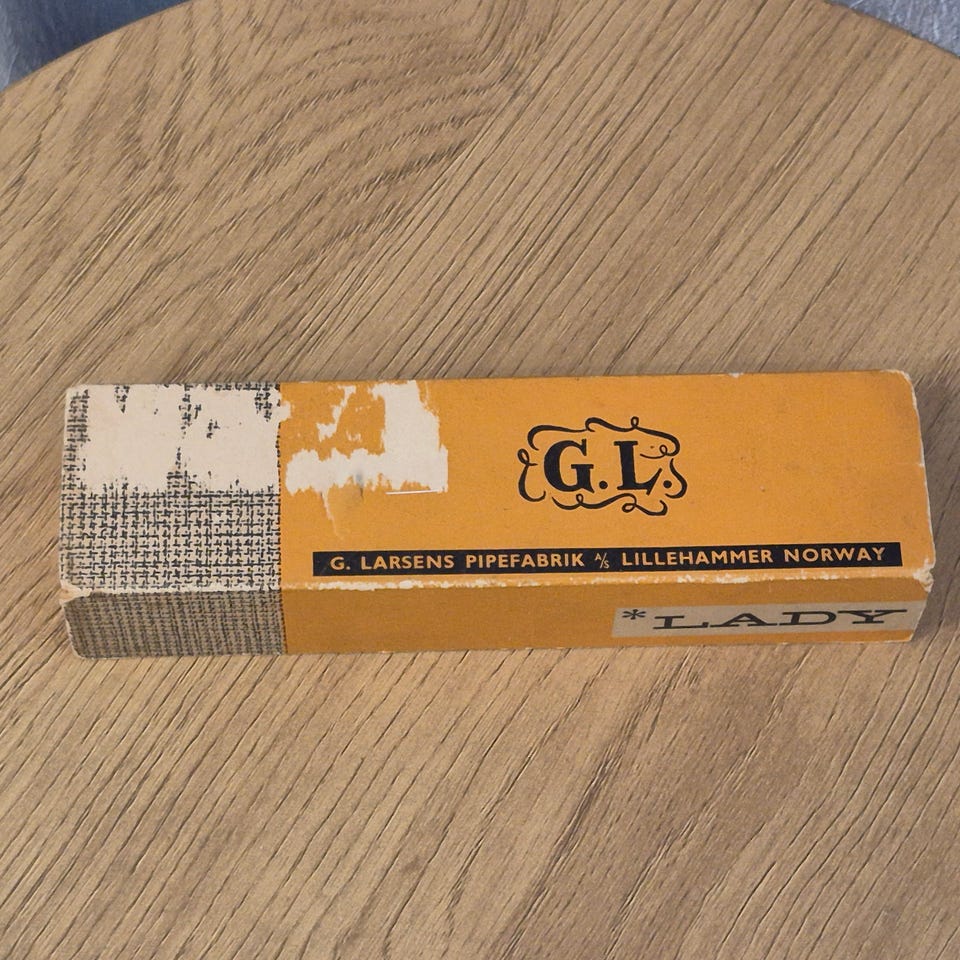 G.L.
G. LARSENS PIPEFABRIK A/S LILLEHAMMER NORWAY
*LADY